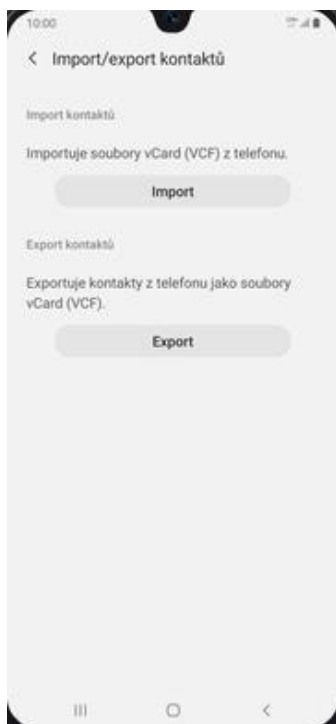 10:00
Import/export kontaktů
Import kontaktů
Importuje soubory vCard (VCF) z telefonu.
Import
Export kontaktů
Exportuje kontakty z telefonu jako soubory
vCard (VCF).
Export